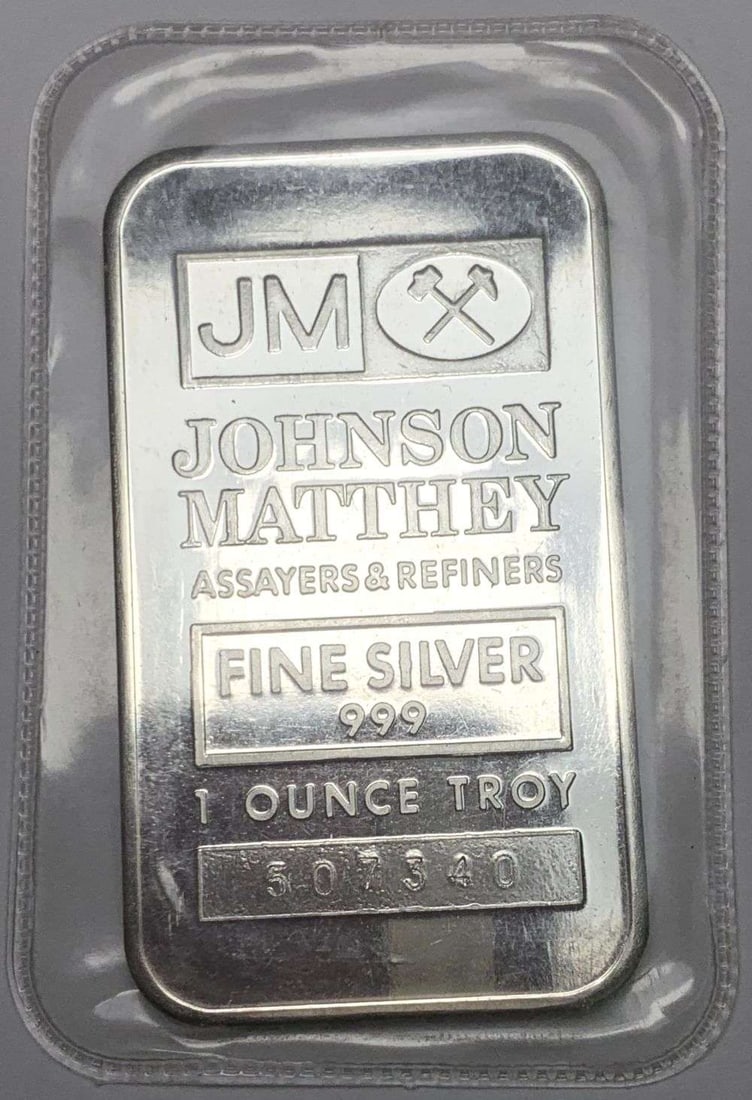 JM
JOHNSON
MATTHEY
ASSAYERS & REFINERS
FINE SILVER
999
1 OUNCE TROY
507340